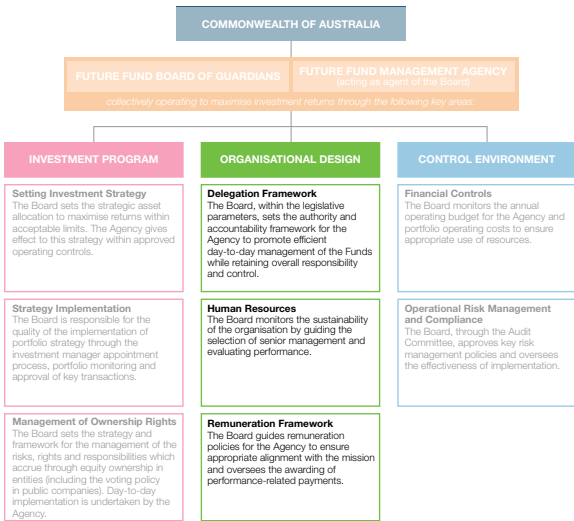 COMMONWEALTH OF AUSTRALIA
FUTURE FUND BOARD OF GUARDIANS
FUTURE FUND MANAGEMENT AGENCY
(acting as agent of the Board)
collectively operating to maximise investment returns through the following key areas:
INVESTMENT PROGRAM
Setting Investment Strategy
The Board sets the strategic asset
allocation to maximise returns within
acceptable limits. The Agency gives
effect to this strategy within approved
operating controls.
Strategy Implementation
The Board is responsible for the
quality of the implementation of
portfolio strategy through the
investment manager appointment
process, portfolio monitoring and
approval of key transactions.
Management of Ownership Rights
The Board sets the strategy and
framework for the management of the
risks, rights and responsibilities which
accrue through equity ownership in
entities (including the voting policy
in public companies). Day-to-day
implementation is undertaken by the
Agency.
ORGANISATIONAL DESIGN
Delegation Framework
The Board, within the legislative
parameters, sets the authority and
accountability framework for the
Agency to promote efficient
day-to-day management of the Funds
while retaining overall responsibility
and control.
Human Resources
The Board monitors the sustainability
of the organisation by guiding the
selection of senior management and
evaluating performance.
Remuneration Framework
The Board guides remuneration
policies for the Agency to ensure
appropriate alignment with the mission
and oversees the awarding of
performance-related payments.
CONTROL ENVIRONMENT
Financial Controls
The Board monitors the annual
operating budget for the Agency and
portfolio operating costs to ensure
appropriate use of resources.
Operational Risk Management
and Compliance
The Board, through the Audit
Committee, approves key risk
management policies and oversees
the effectiveness of implementation.